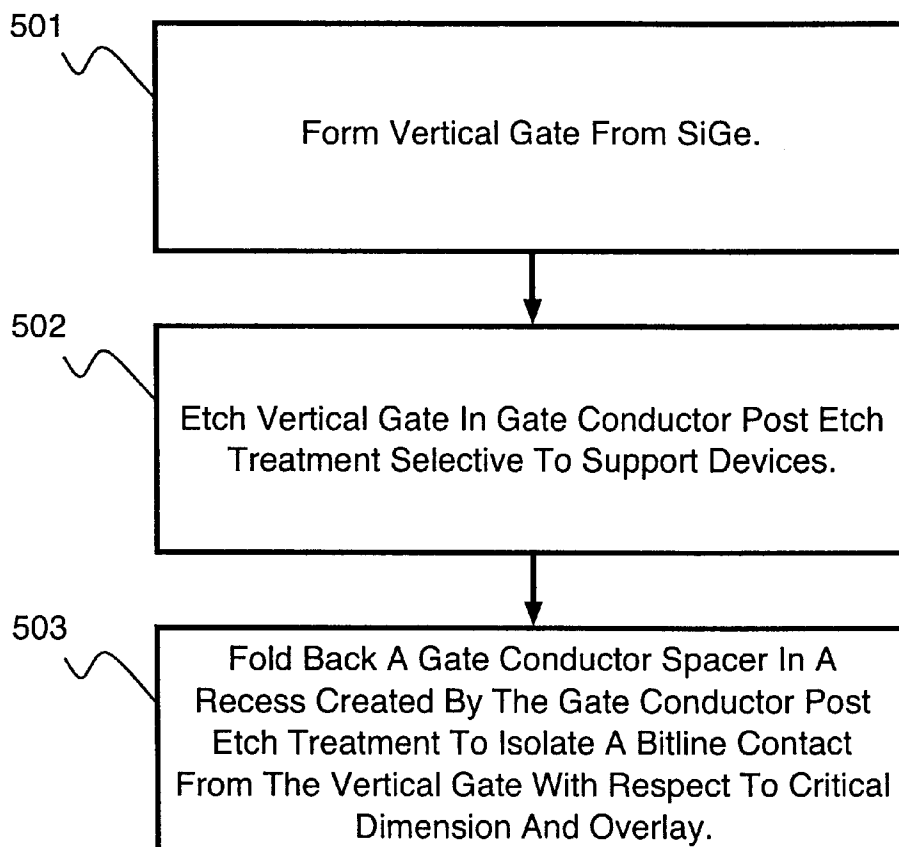 501
Form Vertical Gate From SiGe.
502
Etch Vertical Gate In Gate Conductor Post Etch
Treatment Selective To Support Devices.
503
Fold Back A Gate Conductor Spacer In A
Recess Created By The Gate Conductor Post
Etch Treatment To Isolate A Bitline Contact
From The Vertical Gate With Respect To Critical
Dimension And Overlay.